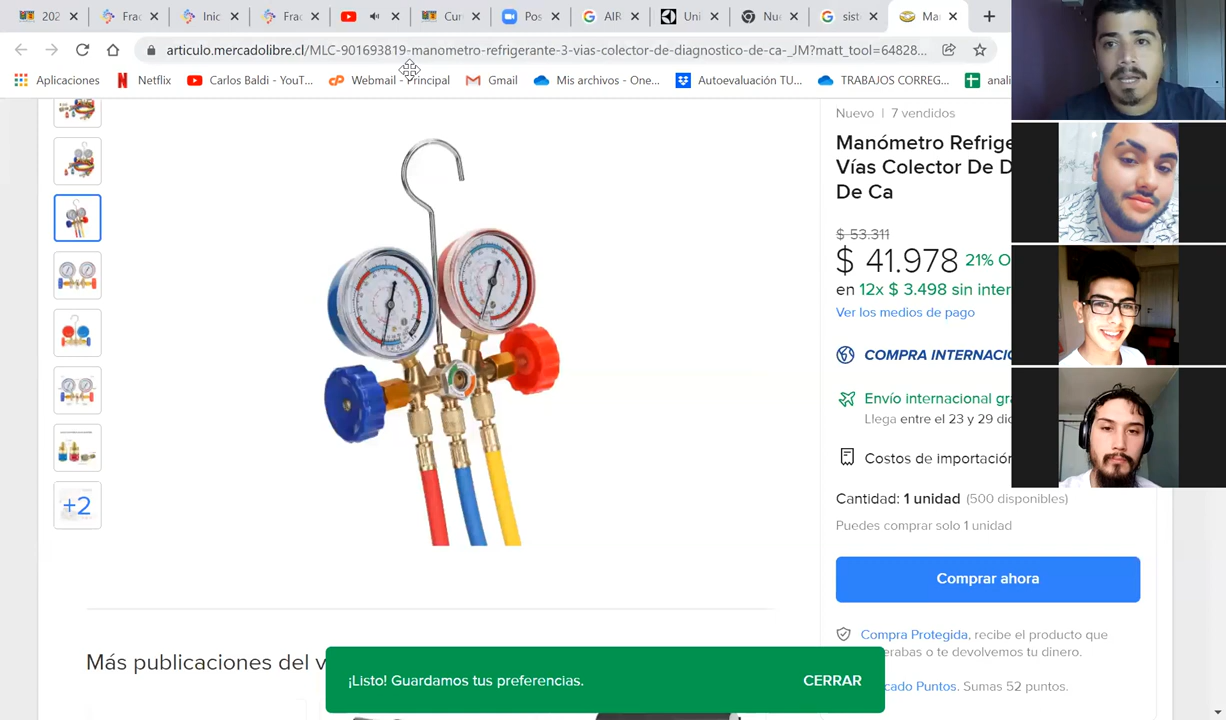 202
Frac
Inic
Frac
Cur
Pos
AIR
Uni
Nue
sist
Ma
articulo.mercadolibre.cl/MLC-901693819-manometro-refrigerante-3-vias-colector-de-diagnostico-de-ca-_JM?matt_tool=64828...
Aplicaciones
Netflix
Carlos Baldi - YouT...
Webmail - Principal
Gmail
Mis archivos - One...
Autoevaluación TU...
TRABAJOS CORREG...
anali
Nuevo | 7 vendidos
Manómetro Refrige
Vías Colector De D
De Ca
$ 53.311
$ 41.978 21% O
en 12x $ 3.498 sin inter
Ver los medios de pago
COMPRA INTERNACIO
Envío internacional gra
Llega entre el 23 y 29 dic
Costos de importación
Cantidad: 1 unidad (500 disponibles)
Puedes comprar solo 1 unidad
Comprar ahora
Compra Protegida, recibe el producto que
erabas o te devolvemos tu dinero.
cado Puntos. Sumas 52 puntos.
+2
Más publicaciones del v
¡Listo! Guardamos tus preferencias.
CERRAR